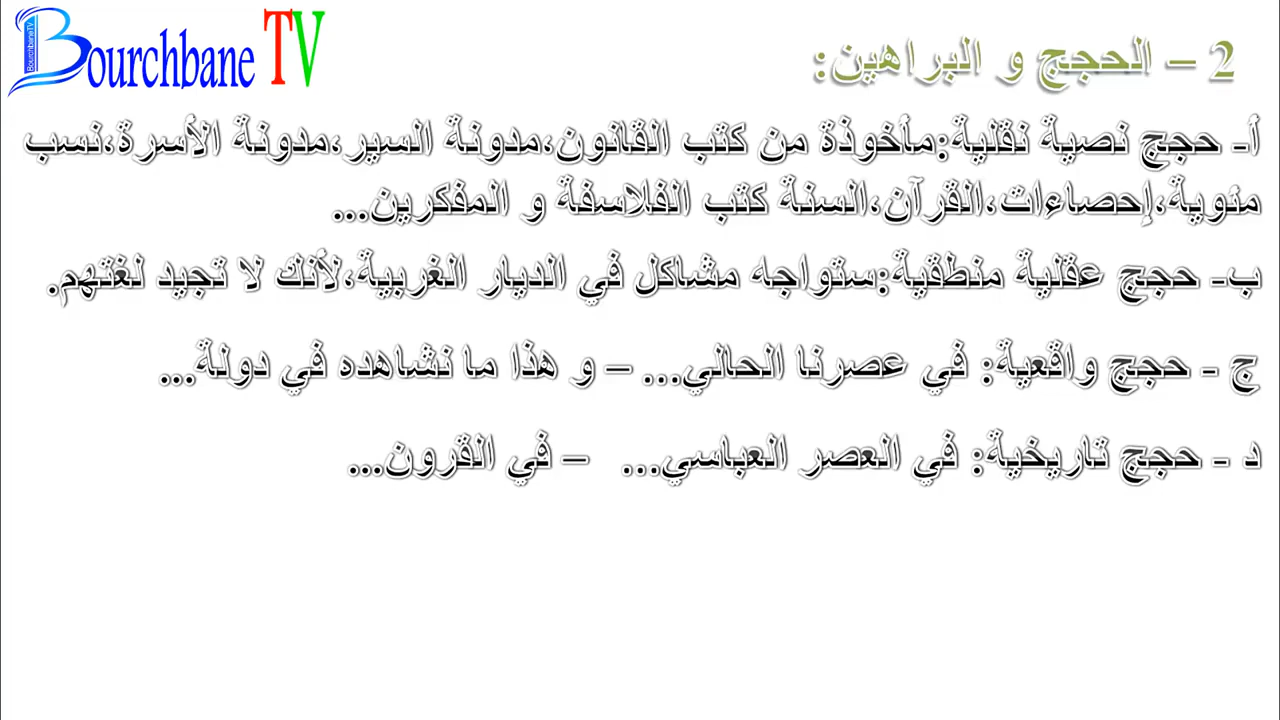 Bourchbane TV
BourchbaneTV
2 – الحجج و البراهين:
أ- حجج نصية نقلية:مأخوذة من كتب القانون،مدونة السير،مدونة الأسرة،نسب
مئوية،إحصاءات،القرآن،السنة كتب الفلاسفة و المفكرين...
ب- حجج عقلية منطقية:ستواجه مشاكل في الديار الغربية،لأنك لا تجيد لغتهم.
ج - حجج واقعية: في عصرنا الحالي... – و هذا ما نشاهده في دولة...
د - حجج تاريخية: في العصر العباسي... – في القرون...